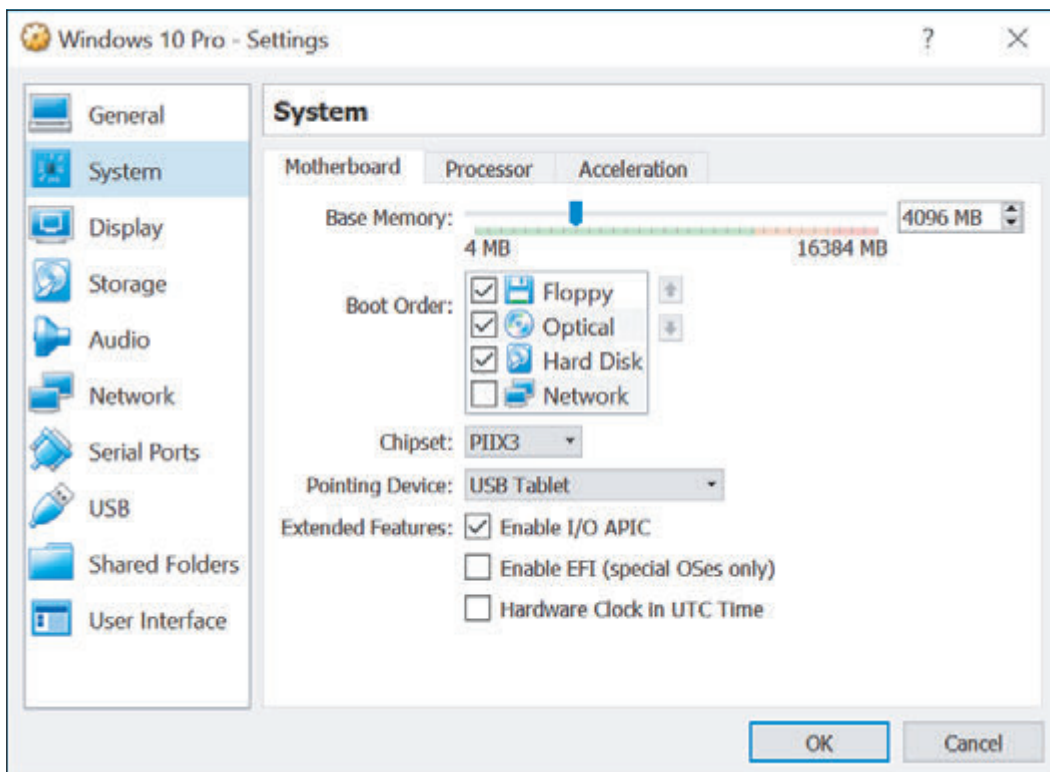 Windows 10 Pro - Settings
?
General
System
Display
Storage
Audio
Network
Serial Ports
USB
Shared Folders
User Interface
System
Motherboard Processor Acceleration
Base Memory: 4096 MB
4 MB 16384 MB
Boot Order: Floppy
Optical
Hard Disk
Network
Chipset: PIIX3
Pointing Device: USB Tablet
Extended Features: Enable I/O APIC
Enable EFI (special OSes only)
Hardware Clock in UTC Time
OK Cancel